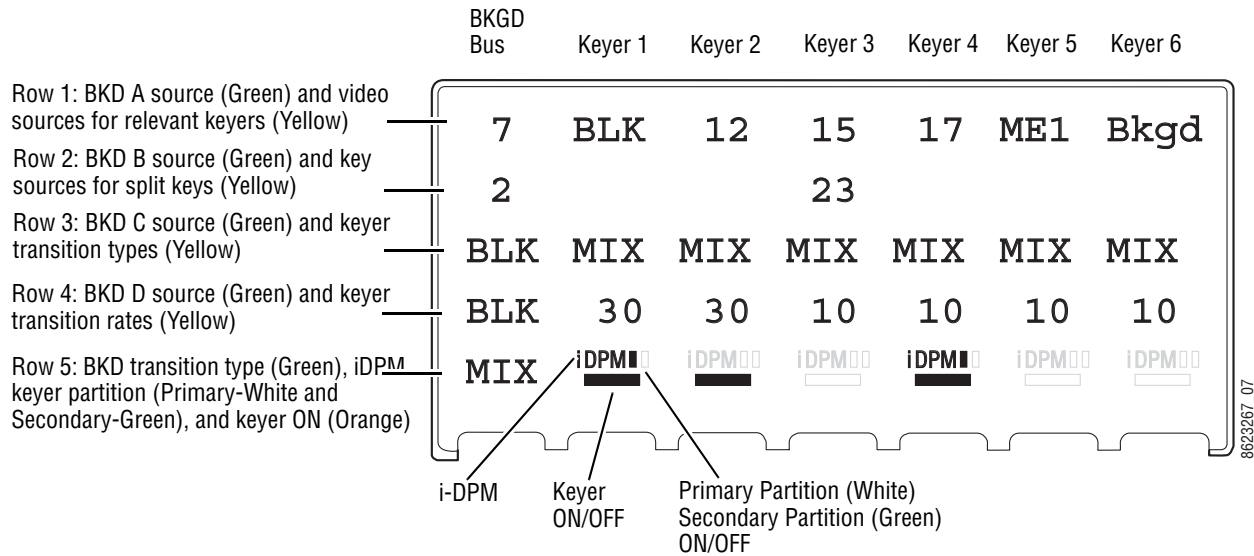 BKGD
Bus Keyer 1 Keyer 2 Keyer 3 Keyer 4 Keyer 5 Keyer 6
Row 1: BKD A source (Green) and video
sources for relevant keyers (Yellow)
7 BLK 12 15 17 ME1 Bkgd
Row 2: BKD B source (Green) and key
sources for split keys (Yellow)
2 23
Row 3: BKD C source (Green) and keyer
transition types (Yellow)
BLK MIX MIX MIX MIX MIX MIX
Row 4: BKD D source (Green) and keyer
transition rates (Yellow)
BLK 30 30 10 10 10 10
Row 5: BKD transition type (Green), iDPM
keyer partition (Primary-White and
Secondary-Green), and keyer ON (Orange)
MIX iDPM iDPM iDPM iDPM iDPM iDPM
i-DPM
Keyer
ON/OFF
Primary Partition (White)
Secondary Partition (Green)
ON/OFF
8623267_07